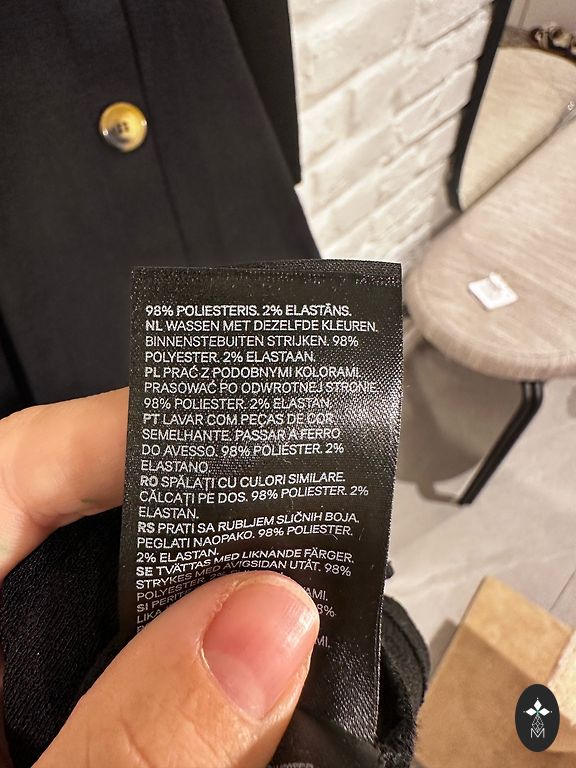 98% POLIESTERIS. 2% ELASTĀNS.
NL WASSEN MET DEZELFDE KLEUREN.
BINNENSTEBUITEN STRIJKEN. 98%
POLYESTER. 2% ELASTAAN.
PL PRAĆ Z PODOBNYMI KOLORAMI.
PRASOWAĆ PO ODWROTNEJ STRONIE.
98% POLIESTER. 2% ELASTAN.
PT LAVAR COM PEÇAS DE COR
SEMELHANTE. PASSAR A FERRO
DO AVESSO. 98% POLIÉSTER. 2%
ELASTANO.
RO SPĂLAȚI CU CULORI SIMILARE.
CĂLCAȚI PE DOS. 98% POLIESTER. 2%
ELASTAN.
RS PRATI SA RUBLJEM SLIČNIH BOJA.
PEGLATI NAOPAKO. 98% POLIESTER.
2% ELASTAN.
SE TVÄTTAS MED LIKNANDE FÄRGER.
STRYKES MED AVIGSIDAN UTÅT. 98%
POLYESTER. 2%
SI